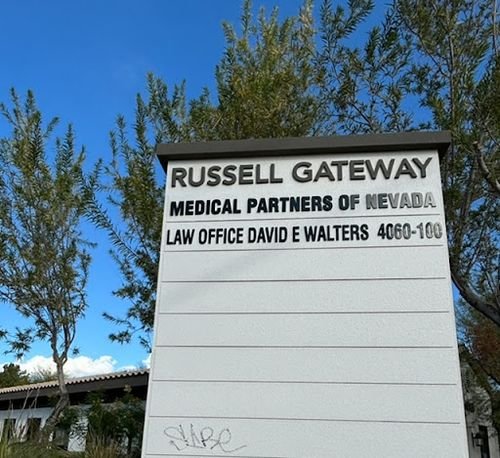 RUSSELL GATEWAY
MEDICAL PARTNERS OF NEVADA
LAW OFFICE DAVID E WALTERS 4060-100